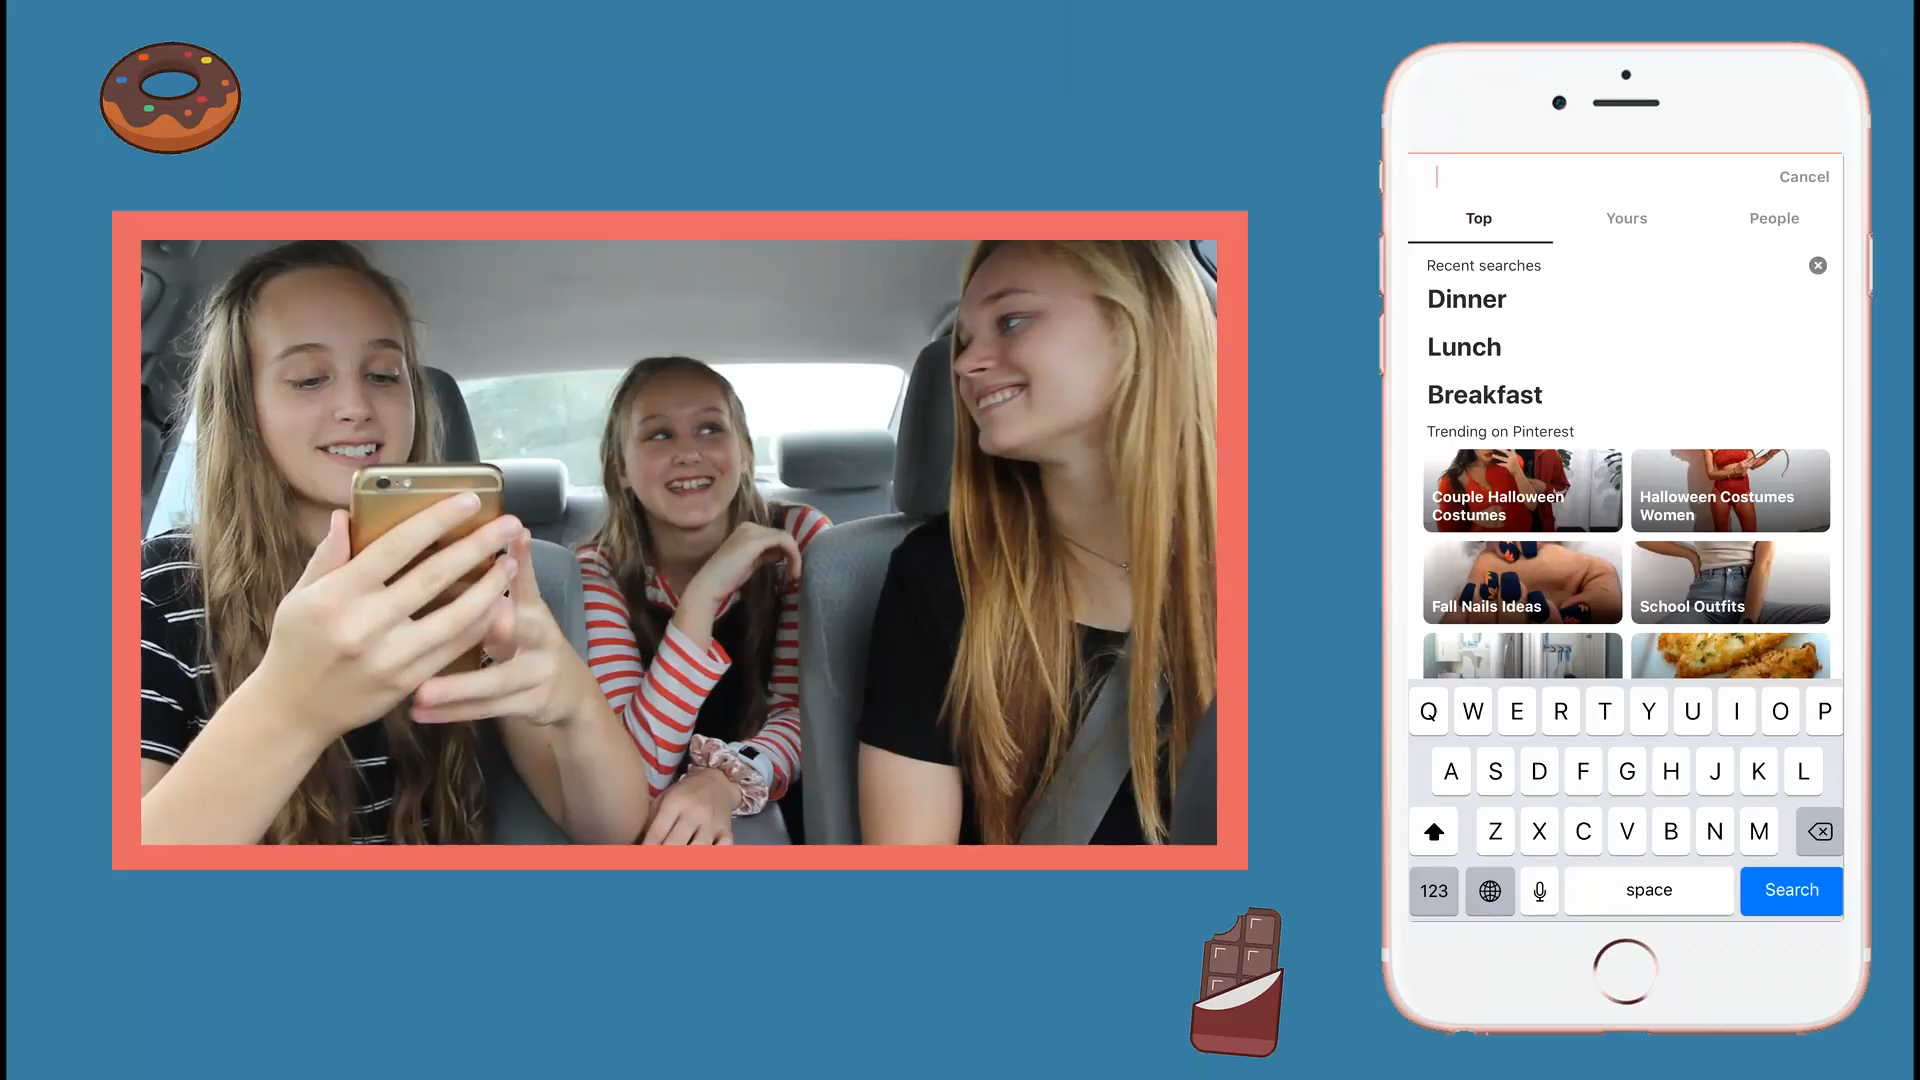 Cancel
Top Yours People
Recent searches
Dinner
Lunch
Breakfast
Trending on Pinterest
Couple Halloween
Costumes
Halloween Costumes
Women
Fall Nails Ideas
School Outfits
Q W E R T Y U I O P
A S D F G H J K L
Z X C V B N M
123 space Search